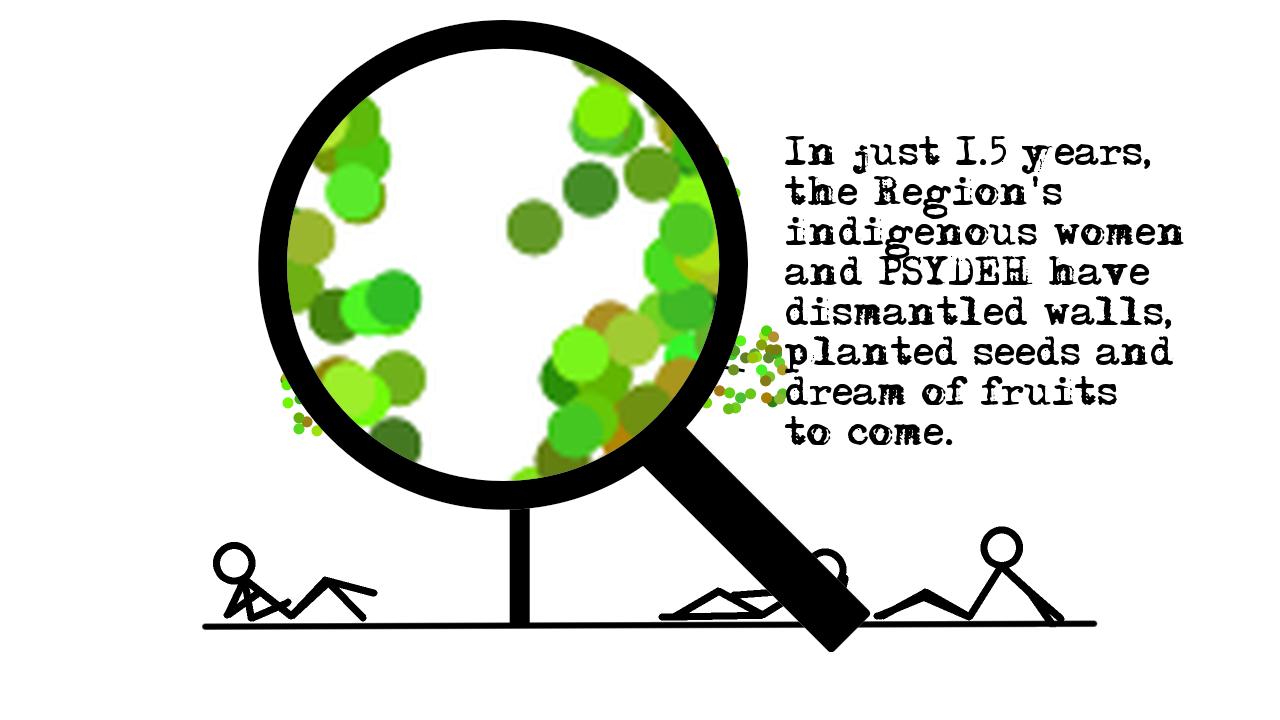 In just 1.5 years,
the Region's
indigenous women
and PSYDEH have
dismantled walls,
planted seeds and
dream of fruits
to come.